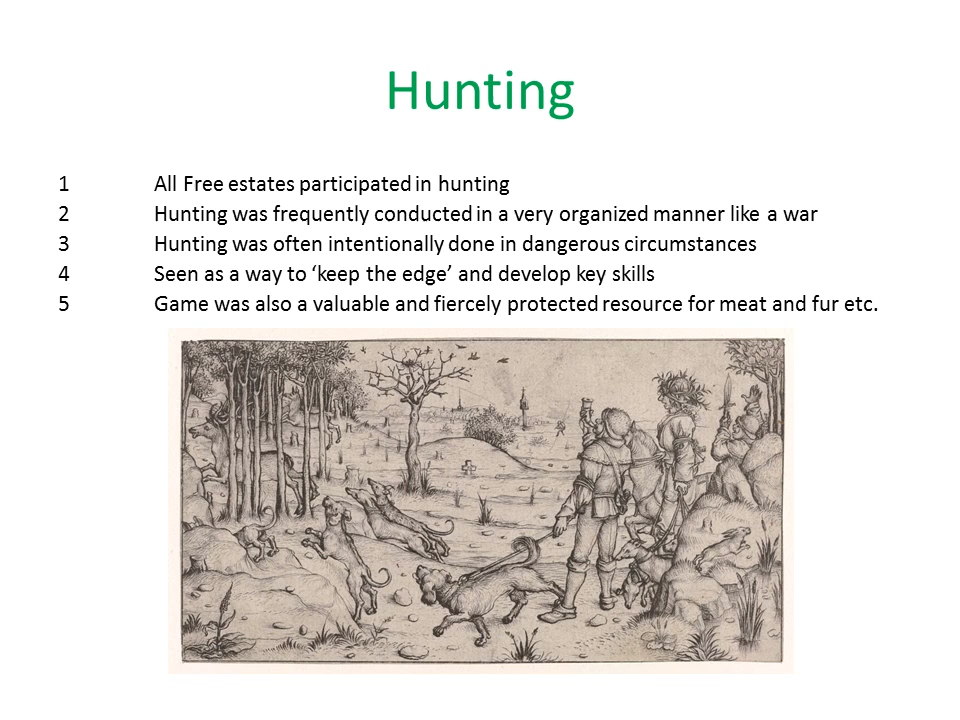 Hunting
1 All Free estates participated in hunting
2 Hunting was frequently conducted in a very organized manner like a war
3 Hunting was often intentionally done in dangerous circumstances
4 Seen as a way to ‘keep the edge’ and develop key skills
5 Game was also a valuable and fiercely protected resource for meat and fur etc.